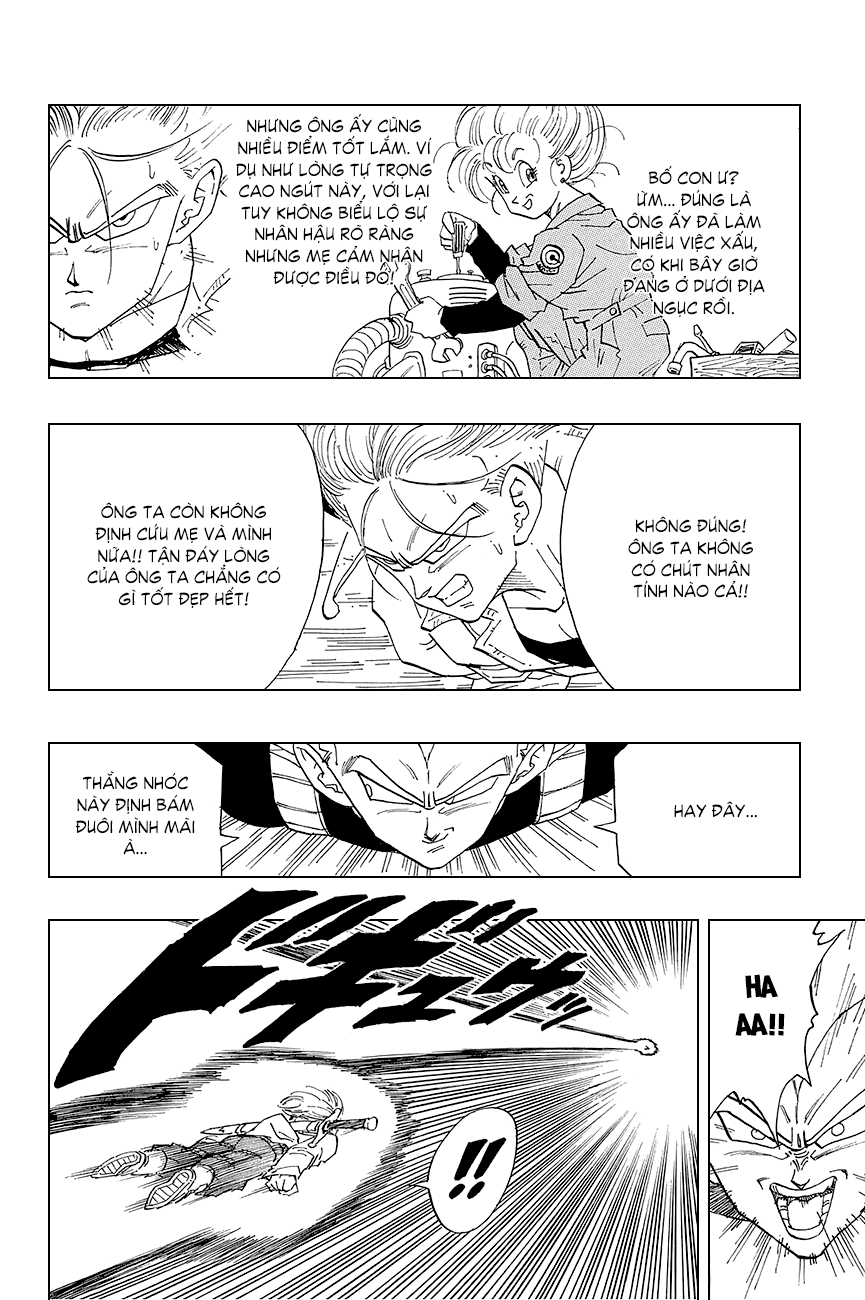 BỐ CON Ư?
ỪM... ĐÚNG LÀ
ÔNG ẤY ĐÃ LÀM
NHIỀU VIỆC XẤU,
CÓ KHI BÂY GIỜ
ĐANG Ở DƯỚI ĐỊA
NGỤC RỒI.
NHƯNG ÔNG ẤY CŨNG
NHIỀU ĐIỂM TỐT LẮM. VÍ
DỤ NHƯ LÒNG TỰ TRỌNG
CAO NGÚT NÀY, VỚI LẠI
TUY KHÔNG BIỂU LỘ SỰ
NHÂN HẬU RÕ RÀNG
NHƯNG MẸ CẢM NHẬN
ĐƯỢC ĐIỀU ĐÓ!
KHÔNG ĐÚNG!
ÔNG TA KHÔNG
CÓ CHÚT NHÂN
TÍNH NÀO CẢ!!
ÔNG TA CÒN KHÔNG
ĐỊNH CỨU MẸ VÀ MÌNH
NỮA!! TẬN ĐÁY LÒNG
CỦA ÔNG TA CHẲNG CÓ
GÌ TỐT ĐẸP HẾT!
HAY ĐÂY...
THẰNG NHÓC
NÀY ĐỊNH BÁM
ĐUÔI MÌNH MÃI
À...
HA
AA!!
ドギュウッ
!!